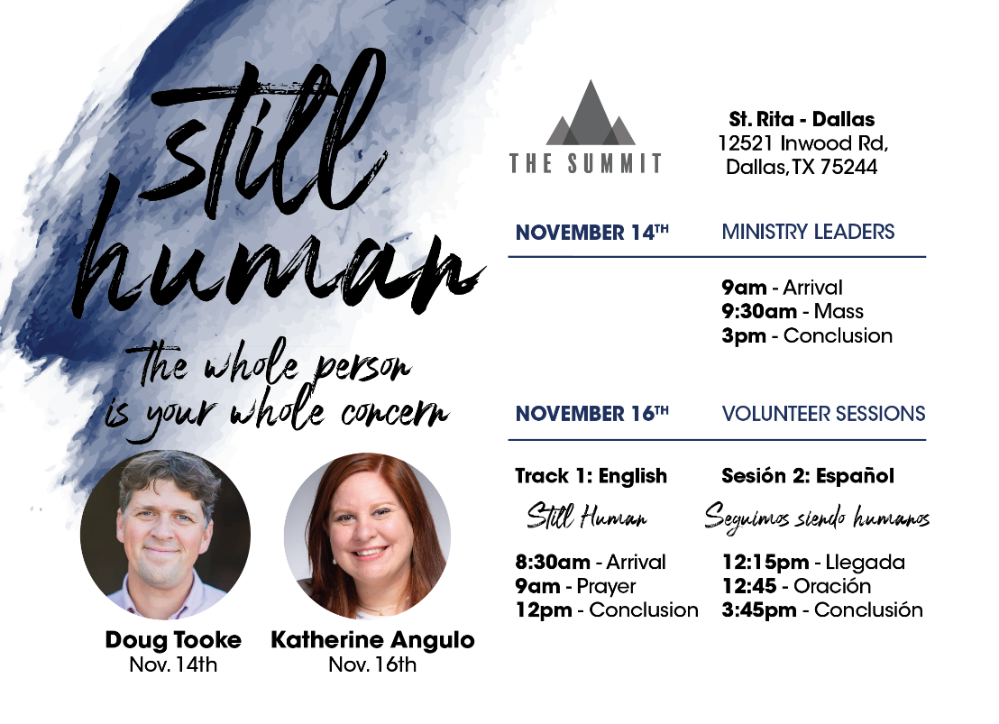 still
human
The whole person
is your whole concern
Doug Tooke
Nov. 14th
Katherine Angulo
Nov. 16th
THE SUMMIT
St. Rita - Dallas
12521 Inwood Rd,
Dallas, TX 75244
NOVEMBER 14TH
MINISTRY LEADERS
9am - Arrival
9:30am - Mass
3pm - Conclusion
NOVEMBER 16TH
VOLUNTEER SESSIONS
Track 1: English
Still Human
8:30am - Arrival
9am - Prayer
12pm - Conclusion
Sesión 2: Español
Seguimos siendo humanos
12:15pm - Llegada
12:45 - Oración
3:45pm - Conclusión